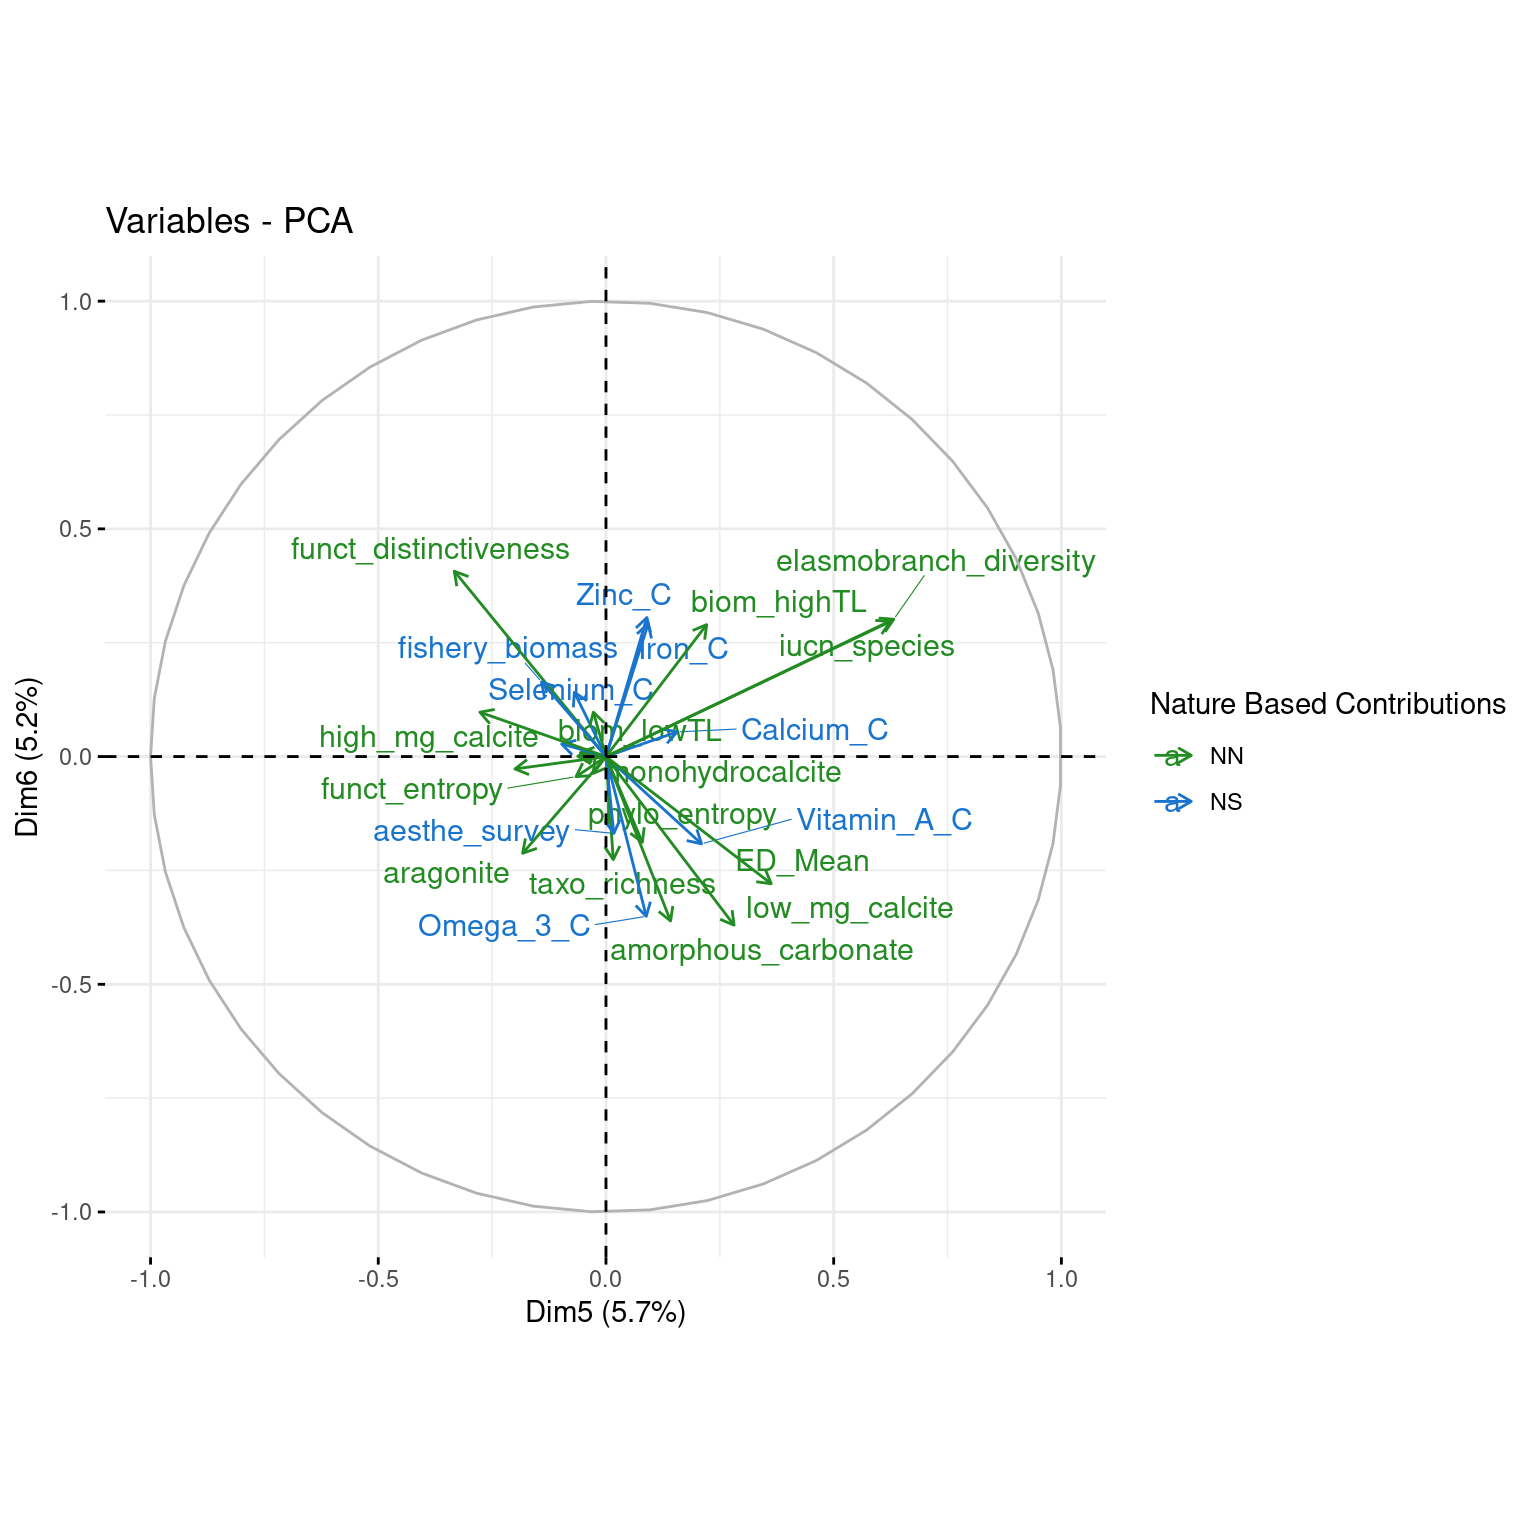 Variables - PCA
1.0
0.5
0.0
-0.5
-1.0
Dim6 (5.2%)
funct_distinctiveness
elasmobranch_diversity
Zinc_C
biom_highTL
fishery_biomass
Iron_C
iucn_species
Selenium_C
high_mg_calcite
biom_lowTL
Calcium_C
monohydrocalcite
funct_entropy
phylo_entropy
Vitamin_A_C
aesthe_survey
ED_Mean
aragonite
taxo_richness
low_mg_calcite
Omega_3_C
amorphous_carbonate
-1.0
-0.5
0.0
0.5
1.0
Dim5 (5.7%)
Nature Based Contributions
a
NN
a
NS